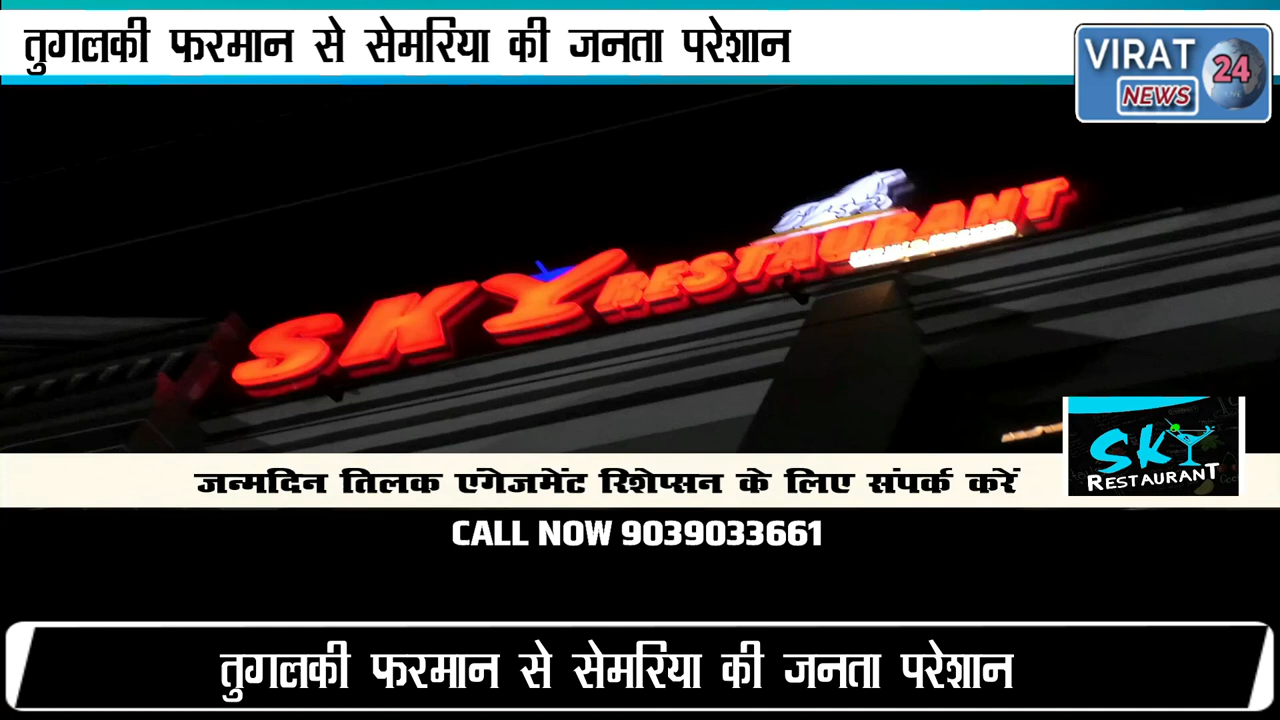 तुगलकी फरमान से सेमरिया की जनता परेशान
VIRAT
24
NEWS
SKY RESTAURANT
जन्मदिन तिलक एंगेजमेंट रिशेप्सन के लिए संपर्क करें
SKY
RESTAURANT
CALL NOW 9039033661
तुगलकी फरमान से सेमरिया की जनता परेशान